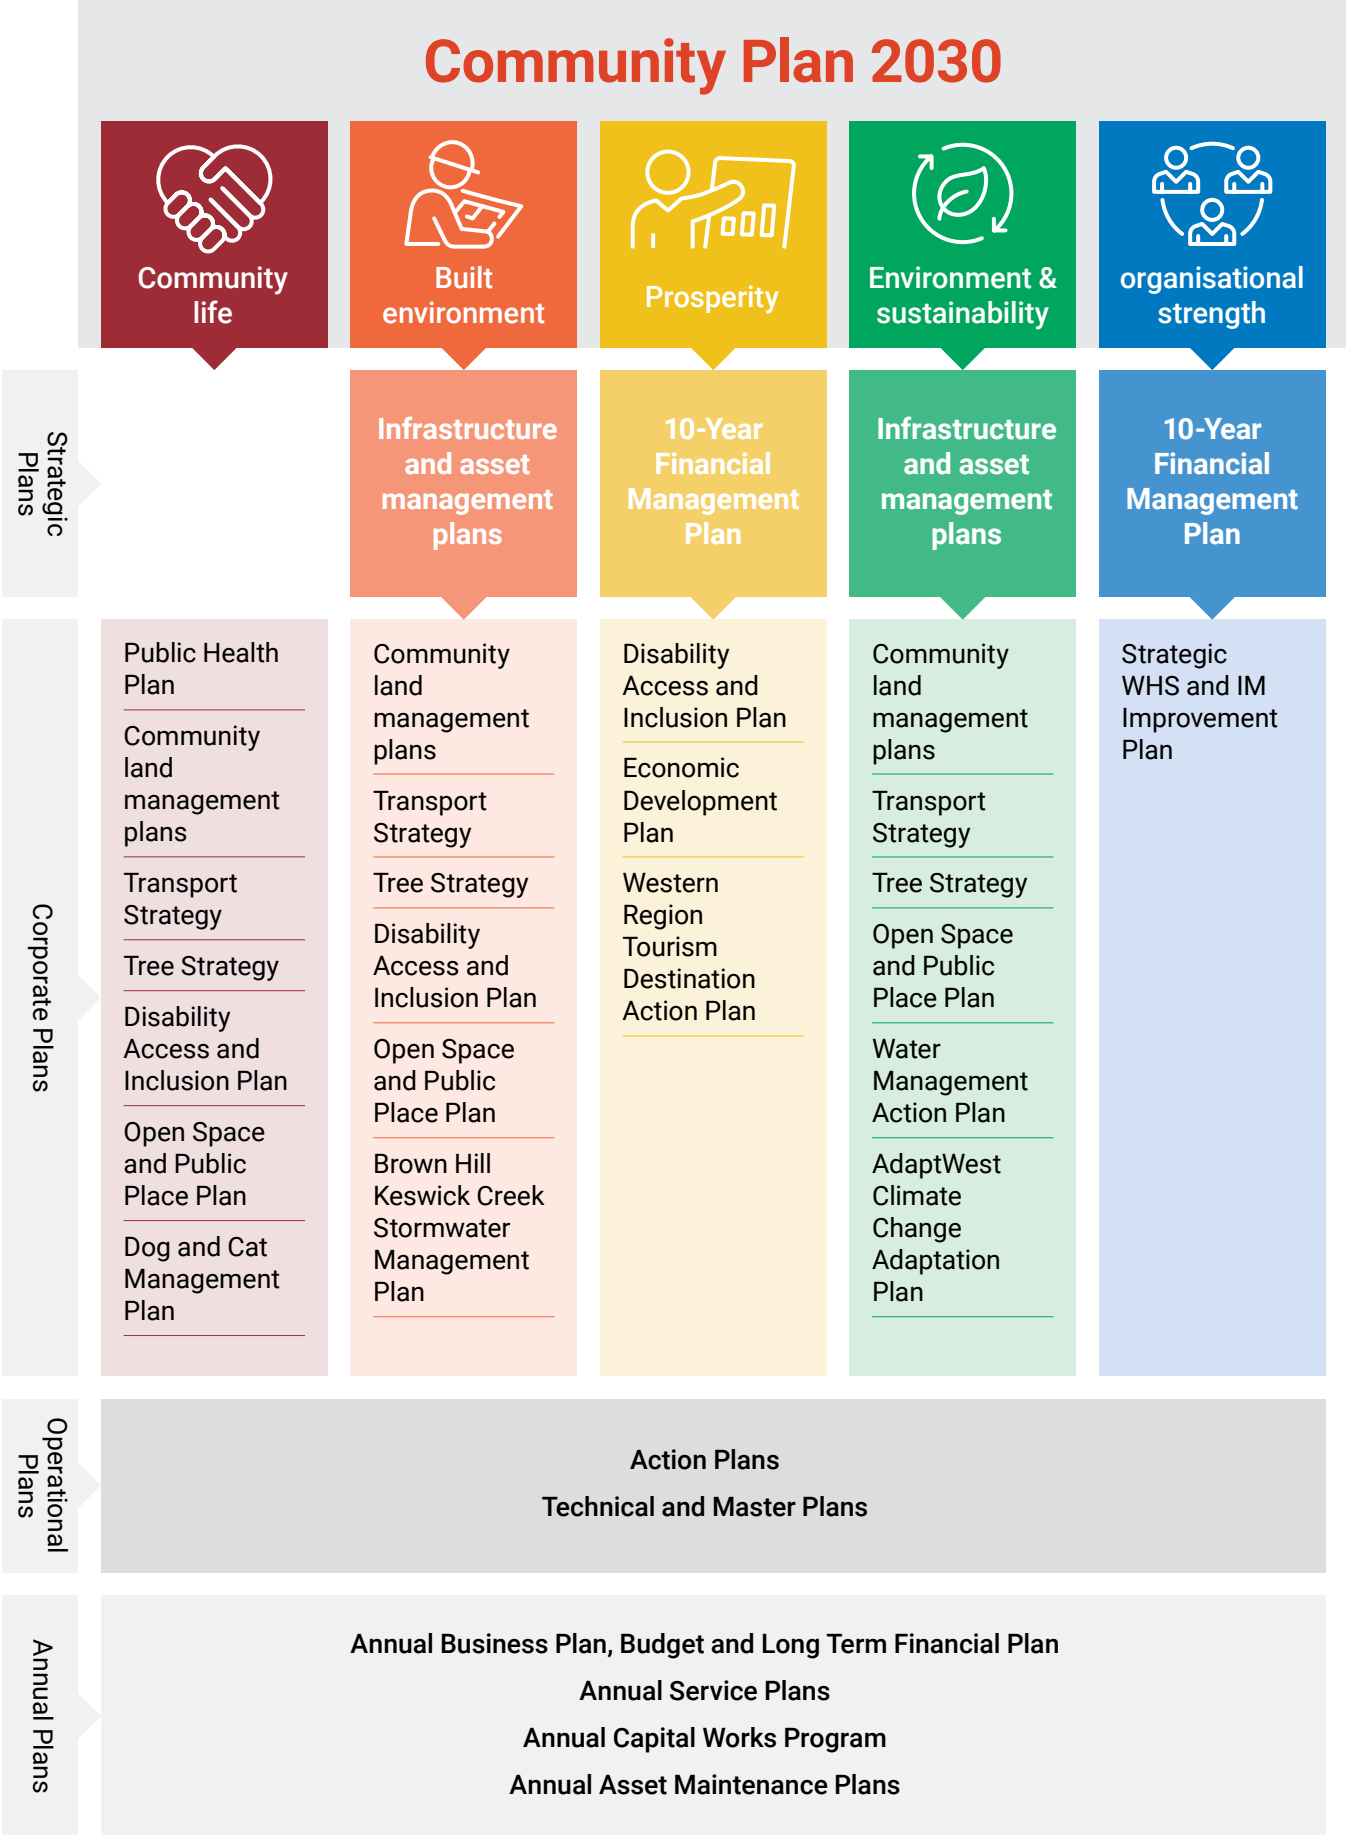 Community Plan 2030
Community
life
Built
environment
Prosperity
Environment &
sustainability
organisational
strength
Strategic
Plans
Infrastructure
and asset
management
plans
10-Year
Financial
Management
Plan
Infrastructure
and asset
management
plans
10-Year
Financial
Management
Plan
Corporate Plans
Public Health
Plan
Community
land
management
plans
Transport
Strategy
Tree Strategy
Disability
Access and
Inclusion Plan
Open Space
and Public
Place Plan
Dog and Cat
Management
Plan
Community
land
management
plans
Transport
Strategy
Tree Strategy
Disability
Access and
Inclusion Plan
Open Space
and Public
Place Plan
Brown Hill
Keswick Creek
Stormwater
Management
Plan
Disability
Access and
Inclusion Plan
Economic
Development
Plan
Western
Region
Tourism
Destination
Action Plan
Community
land
management
plans
Transport
Strategy
Tree Strategy
Open Space
and Public
Place Plan
Water
Management
Action Plan
AdaptWest
Climate
Change
Adaptation
Plan
Strategic
WHS and IM
Improvement
Plan
Operational
Plans
Action Plans
Technical and Master Plans
Annual Plans
Annual Business Plan, Budget and Long Term Financial Plan
Annual Service Plans
Annual Capital Works Program
Annual Asset Maintenance Plans